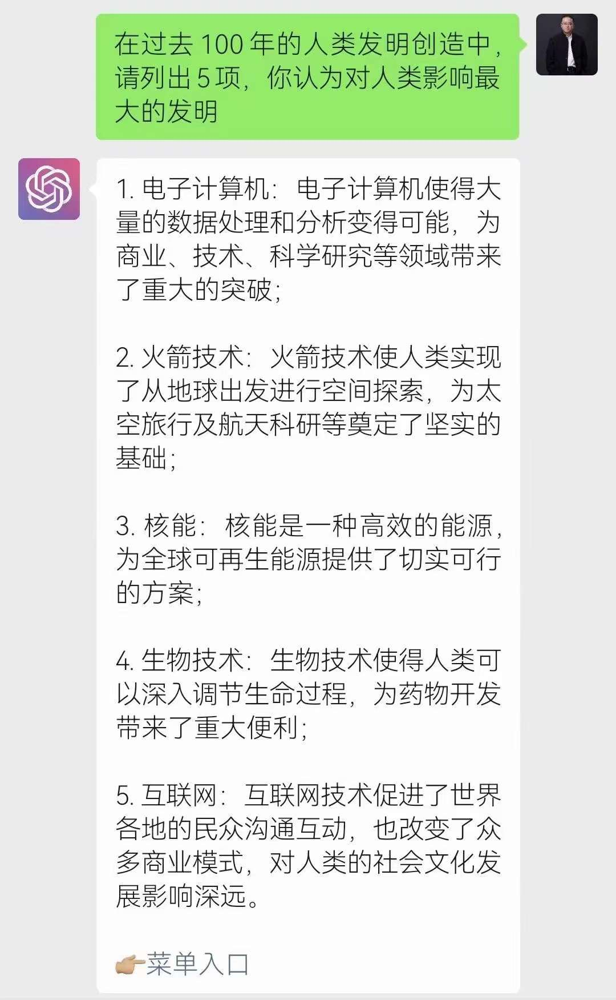 在过去100年的人类发明创造中,
请列出5项，你认为对人类影响最
大的发明
1. 电子计算机：电子计算机使得大
量的数据处理和分析变得可能，为
商业、技术、科学研究等领域带来
了重大的突破；
2. 火箭技术：火箭技术使人类实现
了从地球出发进行空间探索，为太
空旅行及航天科研等奠定了坚实的
基础；
3. 核能：核能是一种高效的能源,
为全球可再生能源提供了切实可行
的方案；
4. 生物技术：生物技术使得人类可
以深入调节生命过程，为药物开发
带来了重大便利；
5. 互联网：互联网技术促进了世界
各地的民众沟通互动，也改变了众
多商业模式，对人类的社会文化发
展影响深远。
👉菜单入口